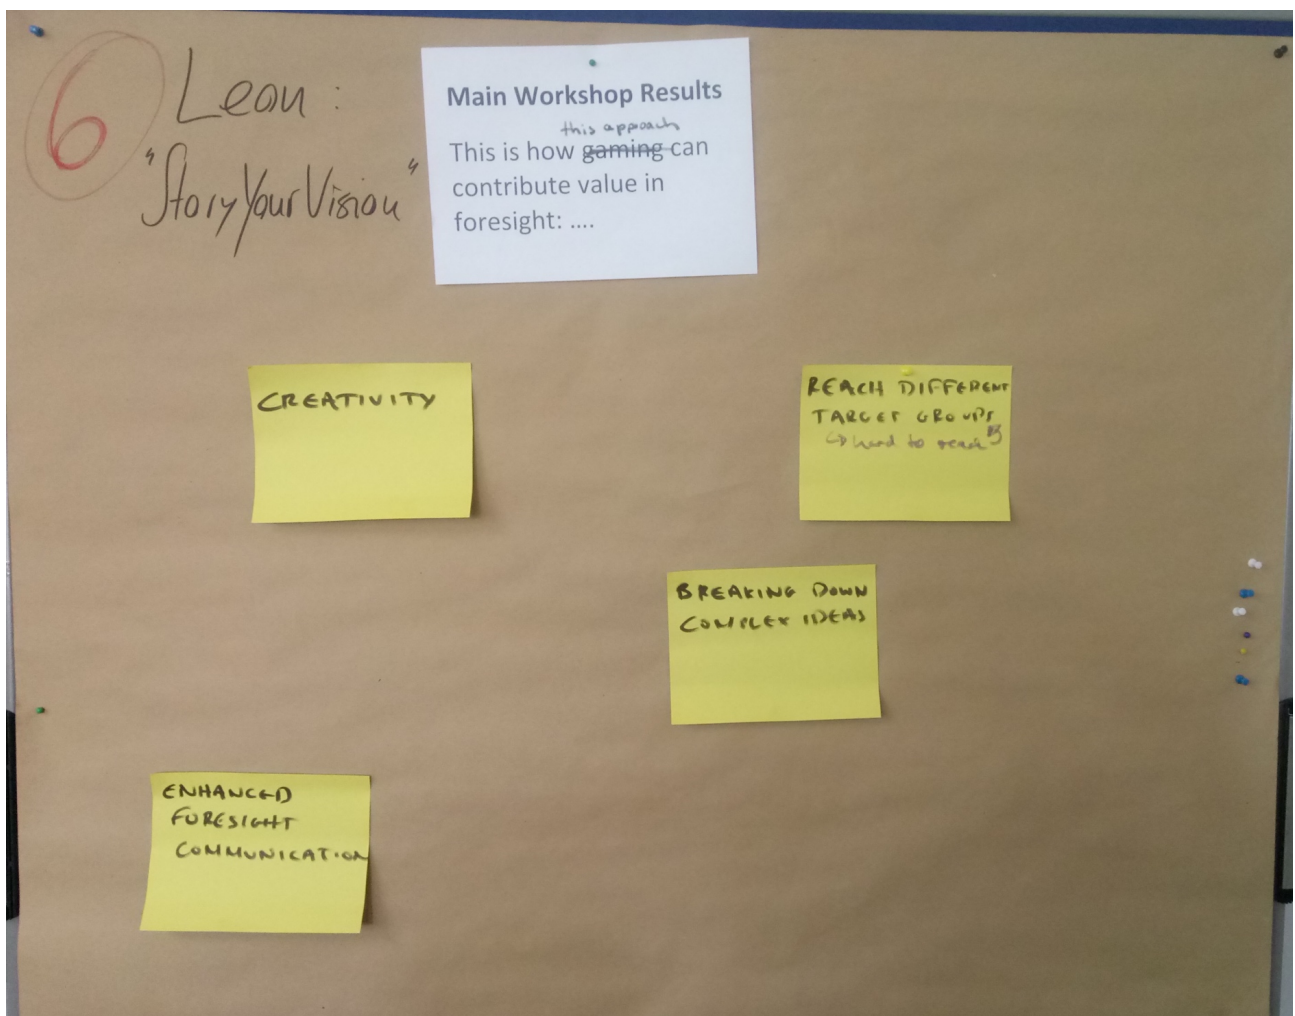 6
Leon:
"Story Your Vision"
Main Workshop Results
this approach
This is how gaming can
contribute value in
foresight: ....
CREATIVITY
REACH DIFFERENT
TARGET GROUPS
↳ hard to reach
BREAKING DOWN
COMPLEX IDEAS
ENHANCED
FORESIGHT
COMMUNICATION